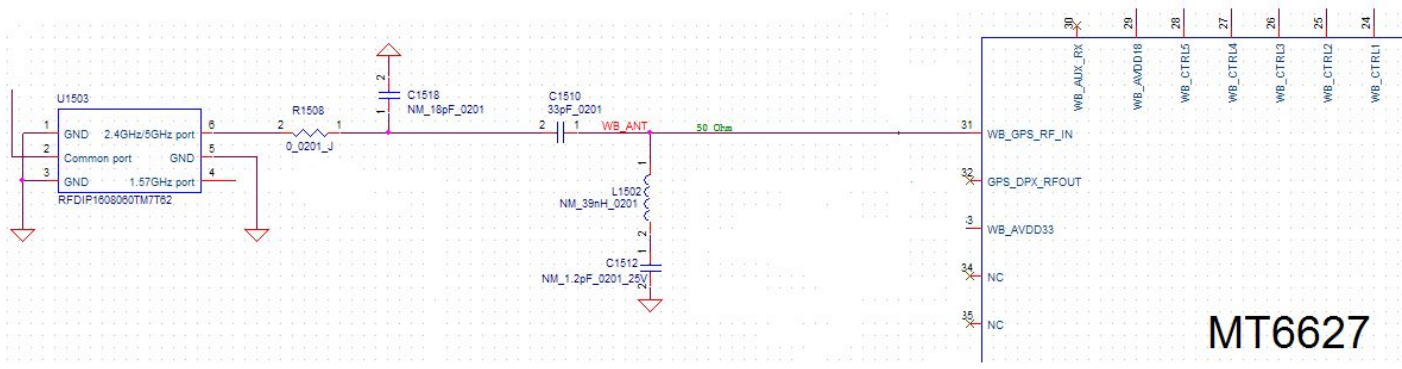 30
29
28
27
26
25
24
WB_AUX_RX
WB_AVDD18
WB_CTRL5
WB_CTRL4
WB_CTRL3
WB_CTRL2
WB_CTRL1
U1503
1 GND 2.4GHz/5GHz port 6
2 Common port GND 5
3 GND 1.57GHz port 4
RFDIP1608060TM7T62
R1508
2 1
0_0201_J
2
1
C1518
NM_18pF_0201
C1510
33pF_0201
2 1
WB_ANT
50 Ohm
1
L1502
NM_39nH_0201
2
1
C1512
NM_1.2pF_0201_25V
2
31 WB_GPS_RF_IN
32 GPS_DPX_RFOUT
3 WB_AVDD33
34 NC
35 NC
MT6627